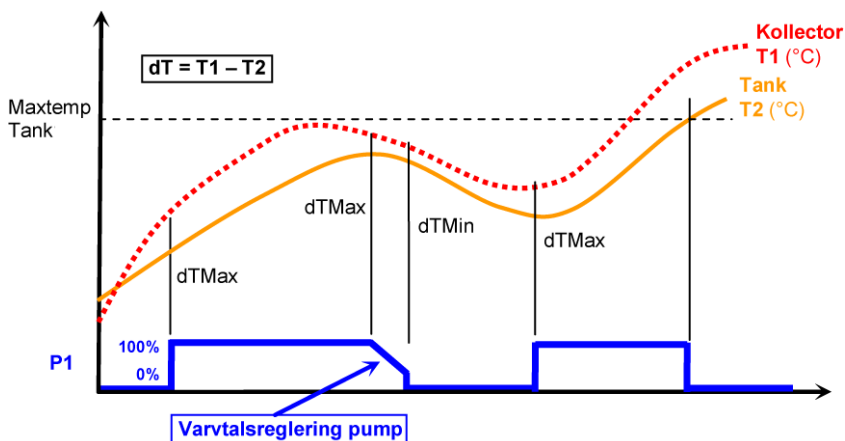 Kollector
T1 (°C)
dT = T1 – T2
Tank
T2 (°C)
Maxtemp
Tank
dTMax
dTMin
dTMax
dTMax
P1
100%
0%
Varvtalsreglering pump